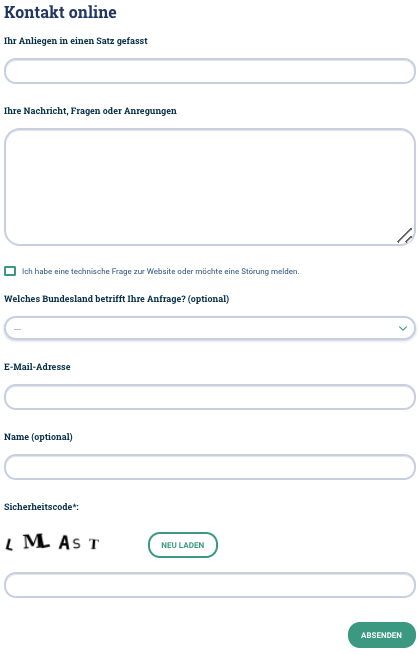 Kontakt online
Ihr Anliegen in einen Satz gefasst
Ihre Nachricht, Fragen oder Anregungen
Ich habe eine technische Frage zur Website oder möchte eine Störung melden.
Welches Bundesland betrifft Ihre Anfrage? (optional)
---
E-Mail-Adresse
Name (optional)
Sicherheitscode*:
NEU LADEN
ABSENDEN